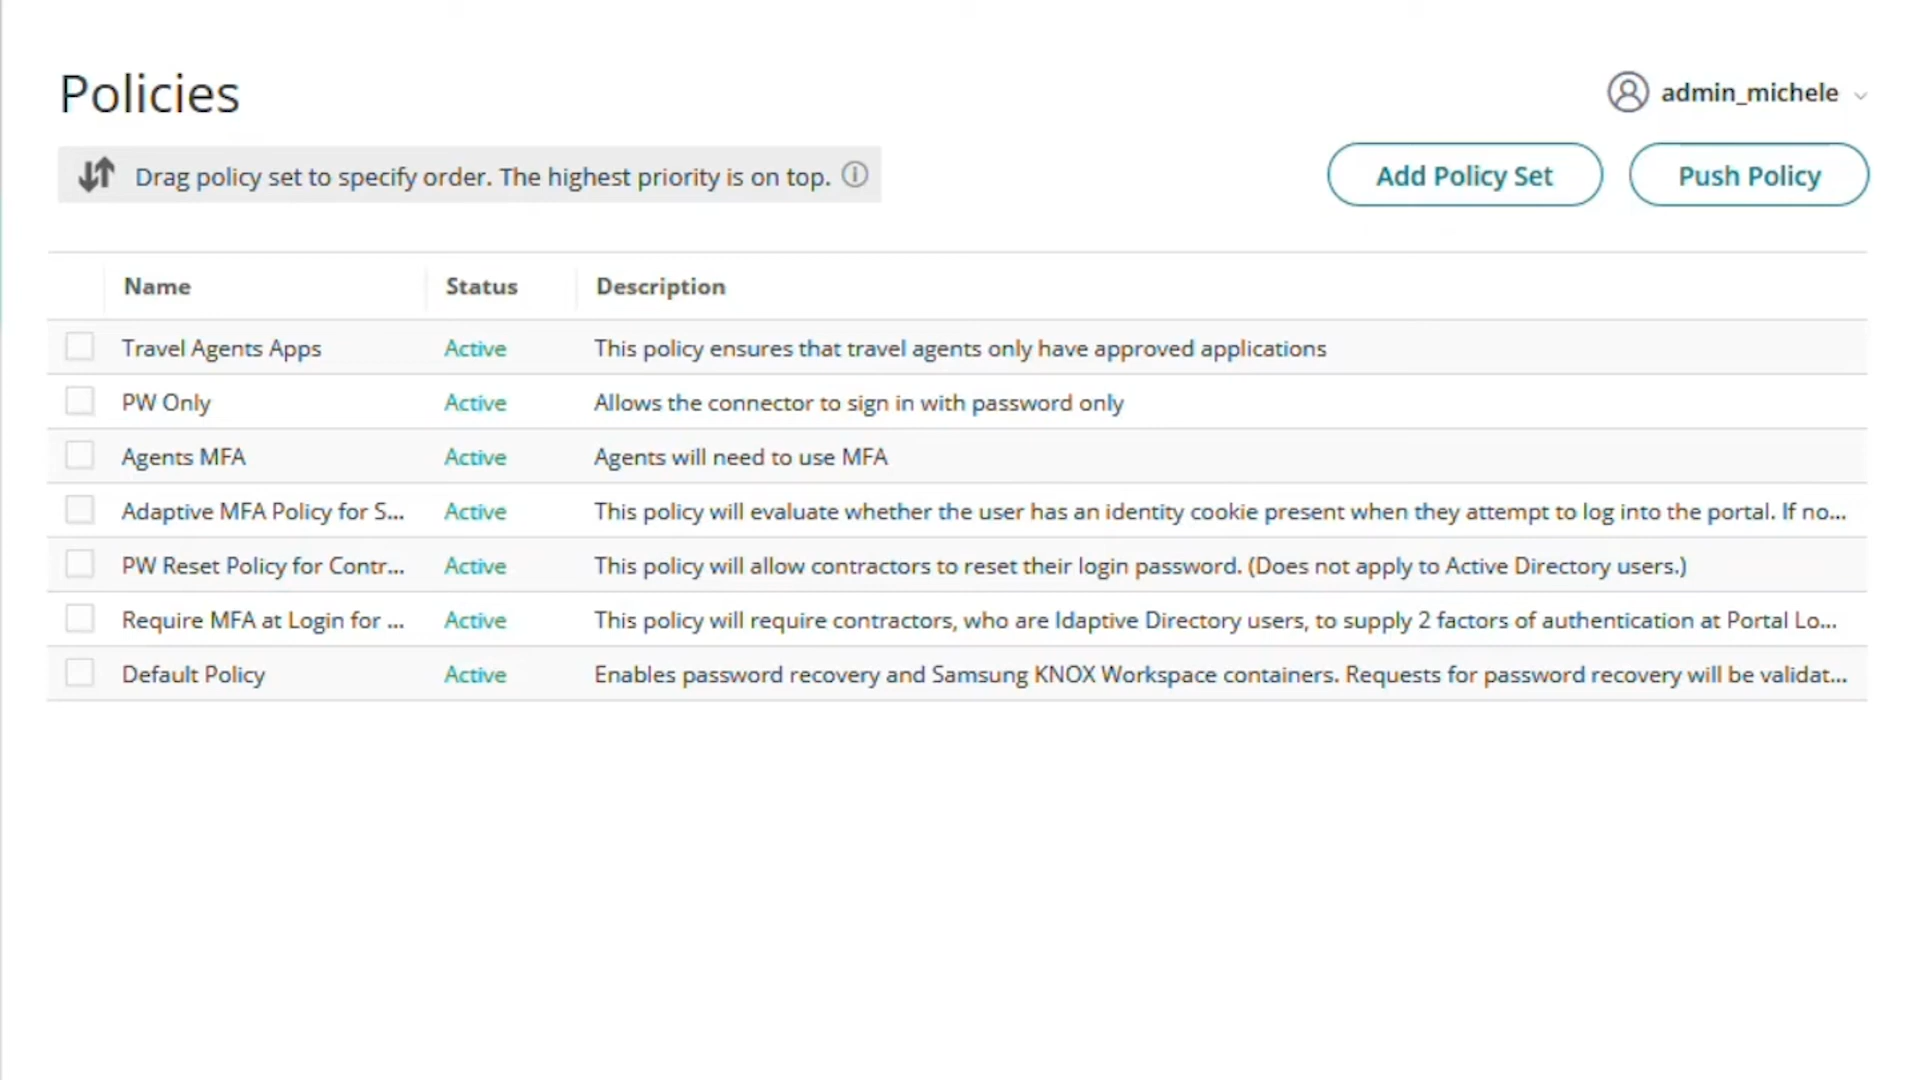 Policies
admin_michele
Drag policy set to specify order. The highest priority is on top.
Add Policy Set
Push Policy
Name Status Description
Travel Agents Apps Active This policy ensures that travel agents only have approved applications
PW Only Active Allows the connector to sign in with password only
Agents MFA Active Agents will need to use MFA
Adaptive MFA Policy for S... Active This policy will evaluate whether the user has an identity cookie present when they attempt to log into the portal. If no...
PW Reset Policy for Contr... Active This policy will allow contractors to reset their login password. (Does not apply to Active Directory users.)
Require MFA at Login for ... Active This policy will require contractors, who are Idaptive Directory users, to supply 2 factors of authentication at Portal Lo...
Default Policy Active Enables password recovery and Samsung KNOX Workspace containers. Requests for password recovery will be validat...